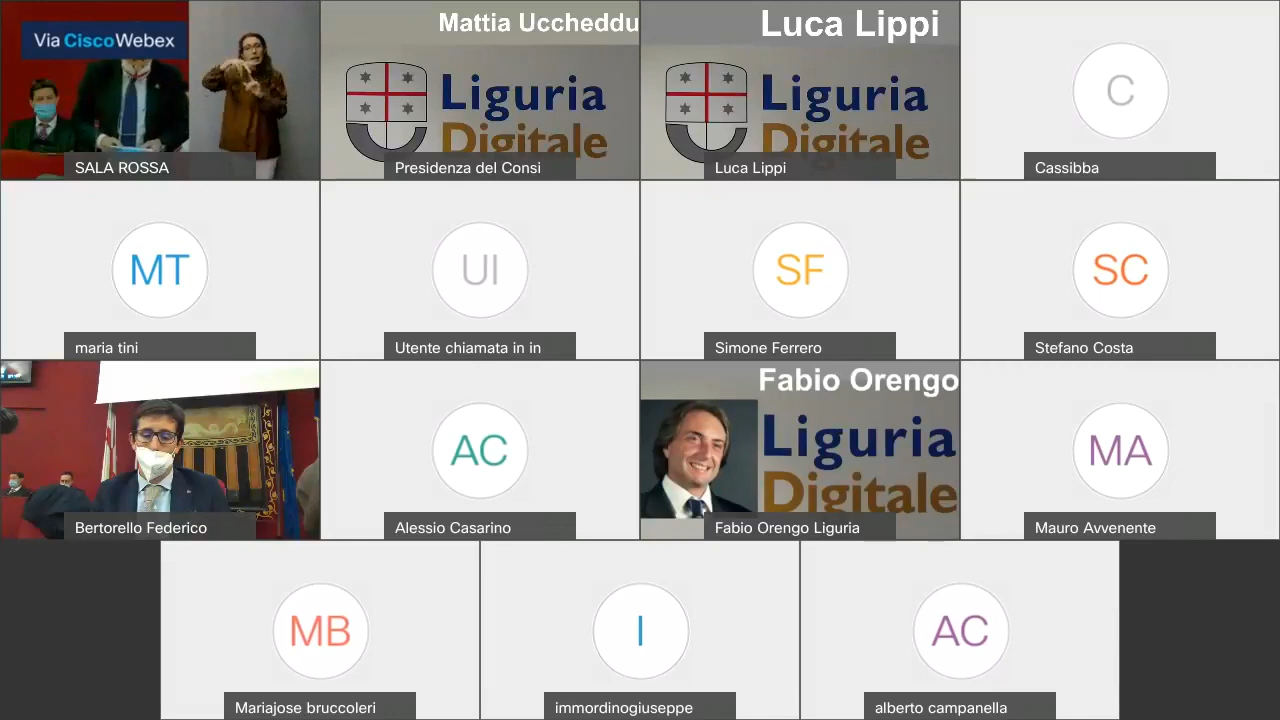 Via Cisco Webex
SALA ROSSA
Mattia Uccheddu
Liguria
Digitale
Presidenza del Consi
Luca Lippi
Liguria
Digitale
Luca Lippi
C
Cassibba
MT
maria tini
UI
Utente chiamata in in
SF
Simone Ferrero
SC
Stefano Costa
Bertorello Federico
AC
Alessio Casarino
Fabio Orengo
Liguria
Digitale
Fabio Orengo Liguria
MA
Mauro Avvenente
MB
Mariajose bruccoleri
I
immordinogiuseppe
AC
alberto campanella